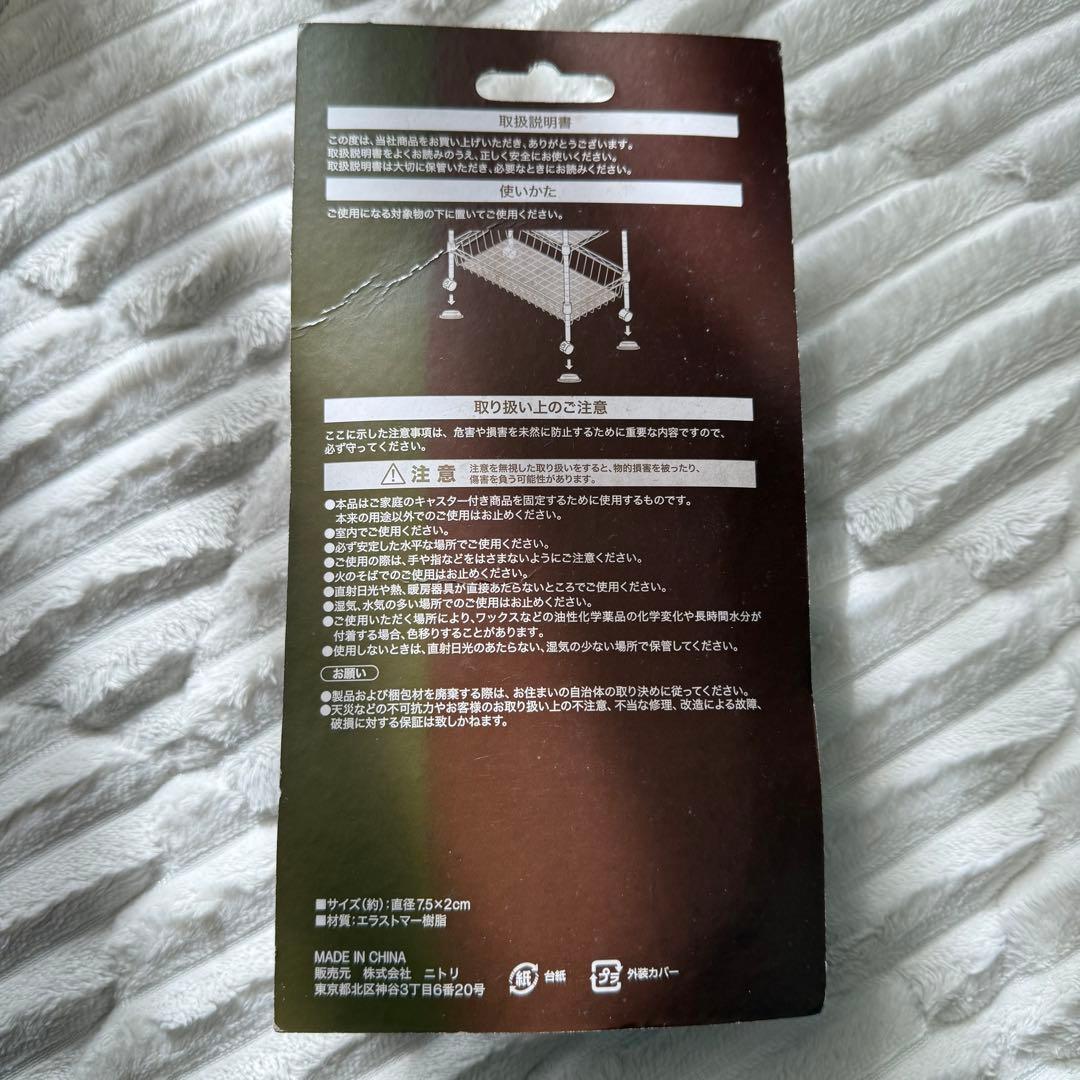 取扱説明書
この度は、当社商品をお買い上げいただき、ありがとうございます。
取扱説明書をよくお読みのうえ、正しく安全にお使いください。
取扱説明書は大切に保管いただき、必要なときにお読みください。
使いかた
ご使用になる対象物の下に置いてご使用ください。
取り扱い上のご注意
ここに示した注意事項は、危害や損害を未然に防止するために重要な内容ですので、
必ず守ってください。
注意 注意を無視した取り扱いをすると、物的損害を被ったり、
傷害を負う可能性があります。
●本品はご家庭のキャスター付き商品を固定するために使用するものです。
本来の用途以外でのご使用はお止めください。
●室内でご使用ください。
●必ず安定した水平な場所でご使用ください。
●ご使用の際は、手や指などをはさまないようにご注意ください。
●火のそばでのご使用はお止めください。
●直射日光や熱、暖房器具が直接あたらないところでご使用ください。
●湿気、水気の多い場所でのご使用はお止めください。
●ご使用いただく場所により、ワックスなどの油性化学薬品の化学変化や長時間水分が
付着する場合、色移りすることがあります。
●使用しないときは、直射日光のあたらない、湿気の少ない場所で保管してください。
お願い
●製品および梱包材を廃棄する際は、お住まいの自治体の取り決めに従ってください。
●天災などの不可抗力やお客様のお取り扱い上の不注意、不当な修理、改造による故障、
破損に対する保証は致しかねます。
■サイズ(約):直径7.5×2cm
■材質:エラストマー樹脂
MADE IN CHINA
販売元 株式会社 ニトリ
東京都北区神谷3丁目6番20号
紙 台紙
プラ 外装カバー